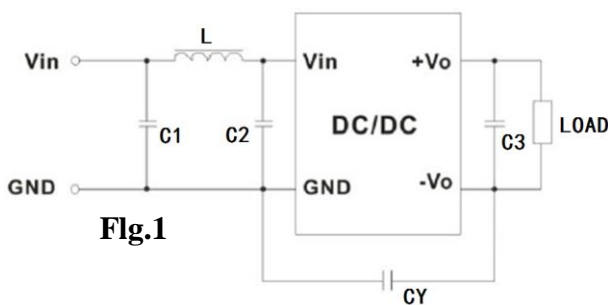 L
Vin
Vin
+Vo
C1
C2
DC/DC
C3
LOAD
GND
GND
-Vo
Flg.1
CY